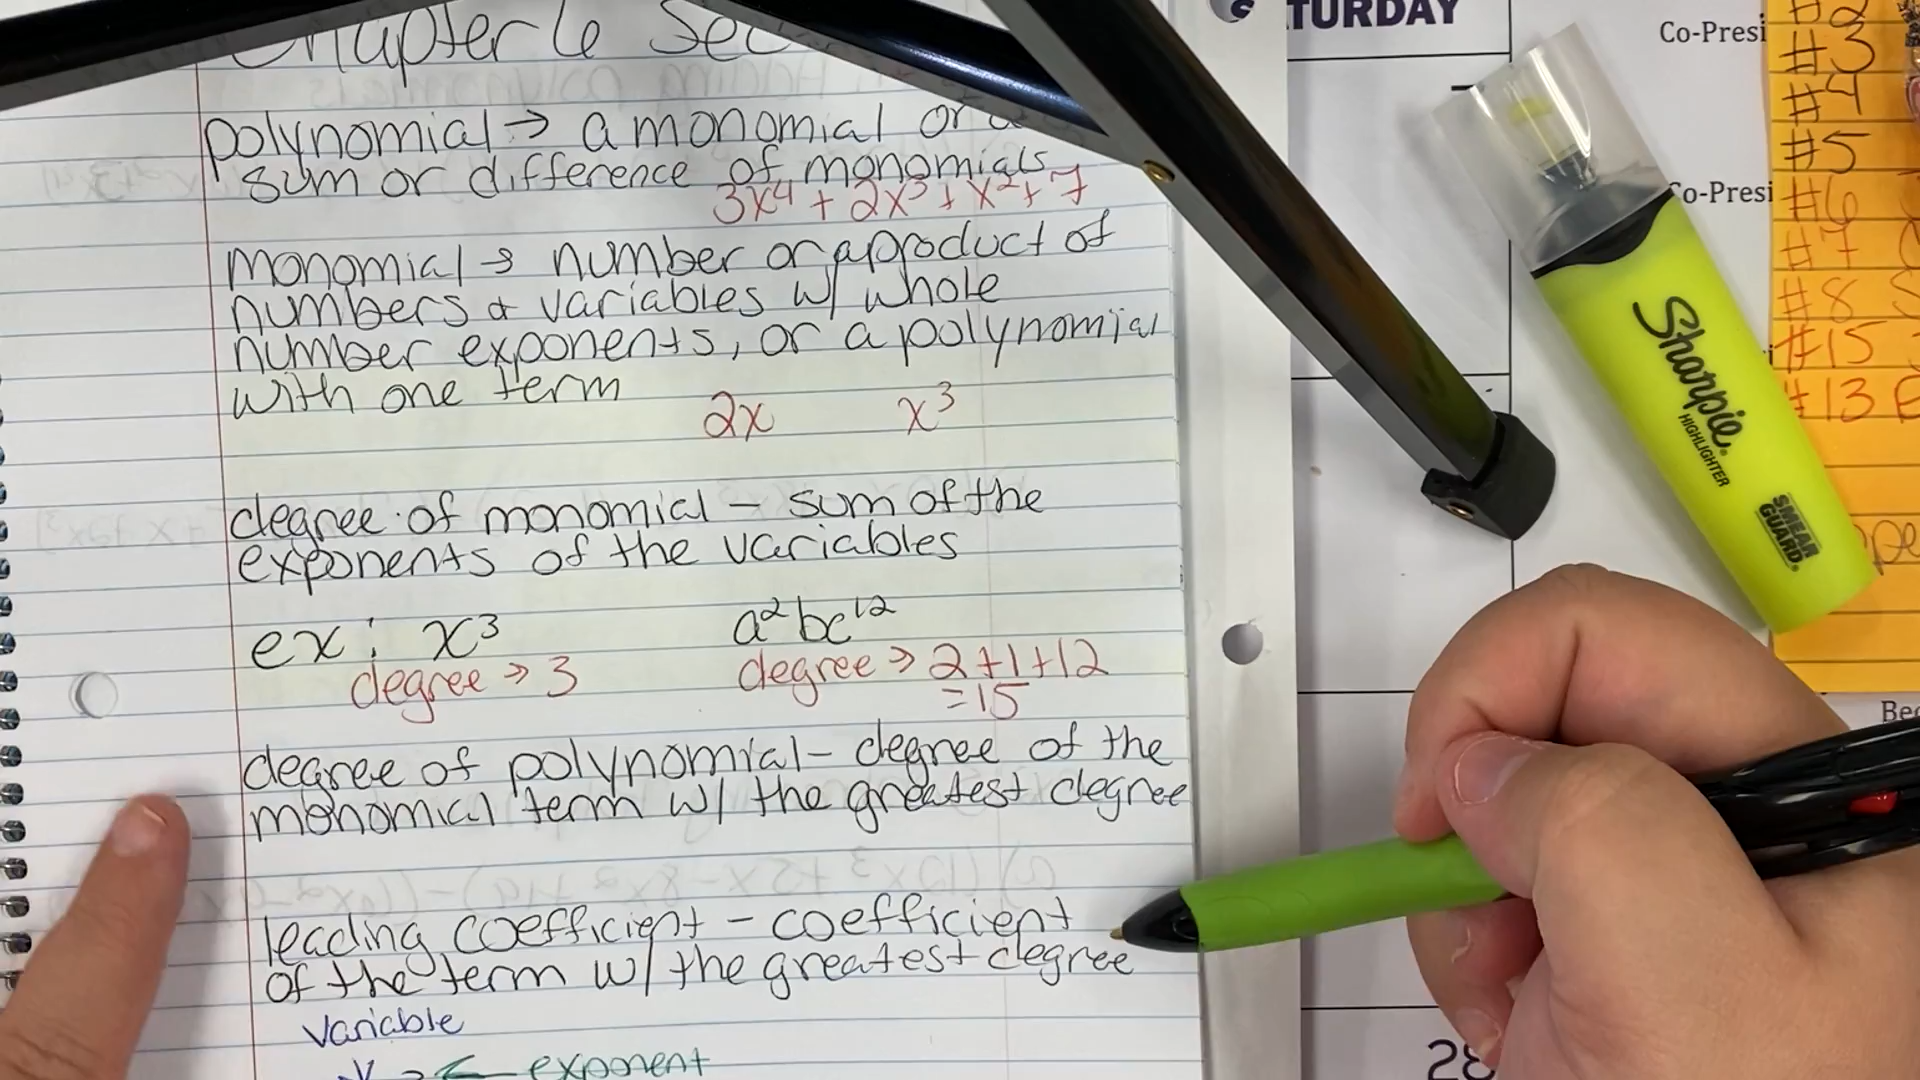 Chapter 6 Sec
polynomial → a monomial or a
sum or difference of monomials
3x⁴ + 2x³ + x² + 7
monomial → number or a product of
numbers & variables w/ whole
number exponents, or a polynomial
with one term
2x x³
degree of monomial - sum of the
exponents of the variables
ex: x³ a²bc¹²
degree → 3 degree → 2+1+12
=15
degree of polynomial - degree of the
monomial term w/ the greatest degree
leading coefficient - coefficient
of the term w/ the greatest degree
variable
← exponent
TURDAY
Co-Presi
Co-Presi
28
Sharpie
HIGHLIGHTER
SMEAR
GUARD
#2
#3
#4
#5
#6
#7
#8
#15
#13